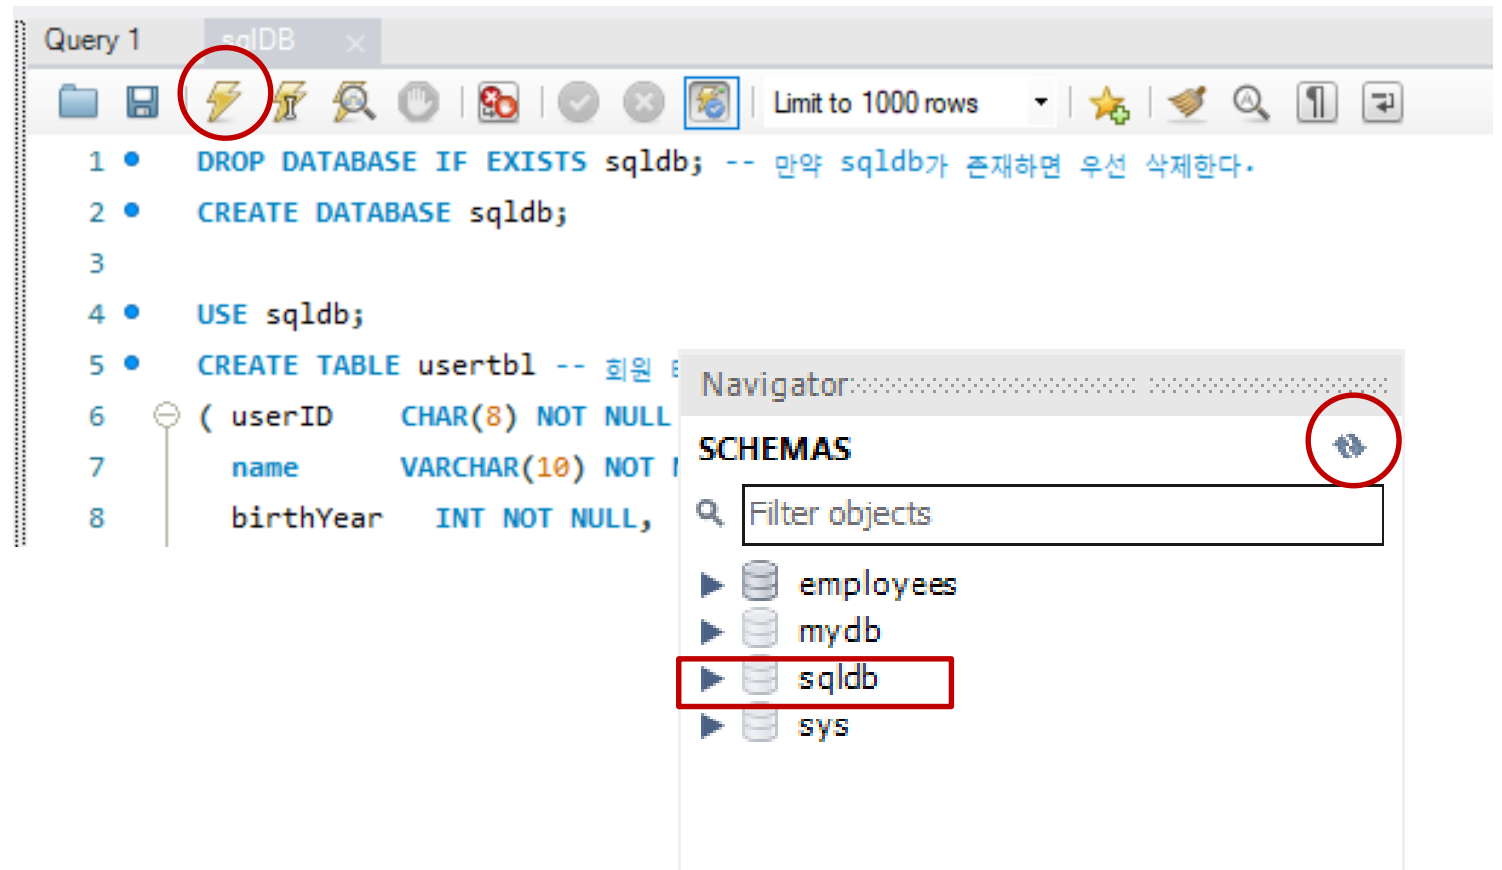 Query 1
sqlDB
Limit to 1000 rows
1 DROP DATABASE IF EXISTS sqldb; -- 만약 sqldb가 존재하면 우선 삭제한다.
2 CREATE DATABASE sqldb;
3
4 USE sqldb;
5 CREATE TABLE usertbl -- 회원
6 ( userID CHAR(8) NOT NULL
7 name VARCHAR(10) NOT
8 birthYear INT NOT NULL,
Navigator
SCHEMAS
Filter objects
employees
mydb
sqldb
sys